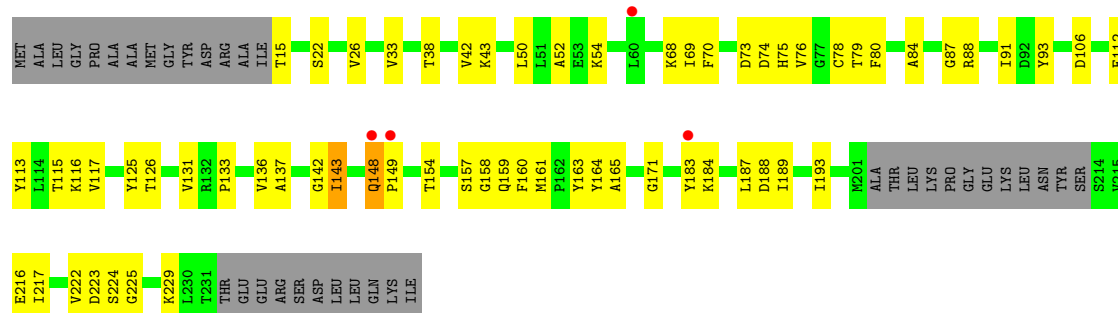 MET ALA LEU GLY PRO ALA ALA MET GLY TYR ASP ARG ALA ILE T15 S22 V26 V33 T38 V42 K43 L50 L51 A52 E53 K54 L60 K68 I69 F70 D73 D74 H75 V76 G77 C78 T79 F80 A84 G87 R88 I91 D92 Y93 D106 E112
Y113 L114 T115 K116 V117 Y125 T126 V131 R132 P133 V136 A137 G142 I143 Q148 P149 T154 S157 G158 Q159 F160 M161 P162 Y163 Y164 A165 G171 Y183 K184 L187 D188 I189 I193 M201 ALA THR LEU LYS PRO GLY GLU LYS LEU ASN TYR SER S214 V215
E216 I217 V222 D223 S224 G225 K229 L230 T231 THR GLU GLU ARG SER ASP LEU LEU GLN LYS ILE